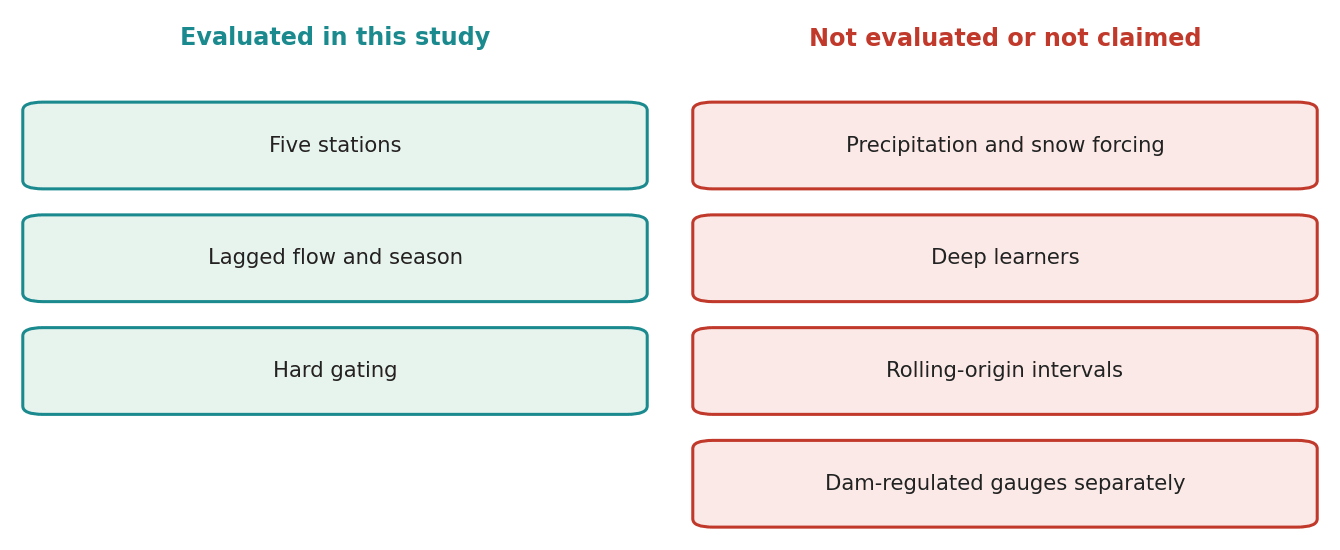 Evaluated in this study
Five stations
Lagged flow and season
Hard gating
Not evaluated or not claimed
Precipitation and snow forcing
Deep learners
Rolling-origin intervals
Dam-regulated gauges separately